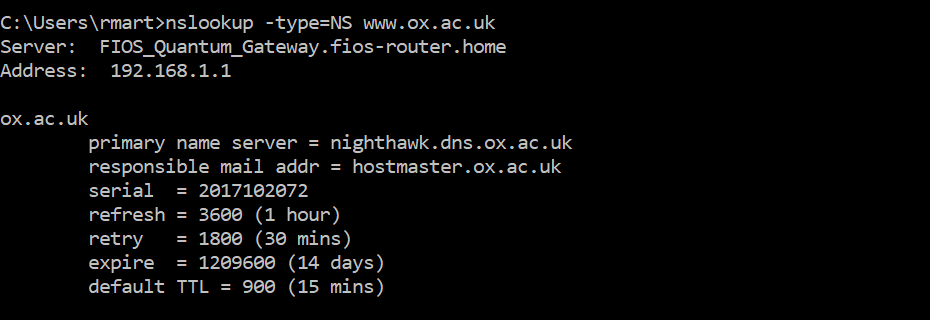 C:\Users\rmart>nslookup -type=NS www.ox.ac.uk
Server:  FIOS_Quantum_Gateway.fios-router.home
Address:  192.168.1.1

ox.ac.uk
        primary name server = nighthawk.dns.ox.ac.uk
        responsible mail addr = hostmaster.ox.ac.uk
        serial  = 2017102072
        refresh = 3600 (1 hour)
        retry   = 1800 (30 mins)
        expire  = 1209600 (14 days)
        default TTL = 900 (15 mins)